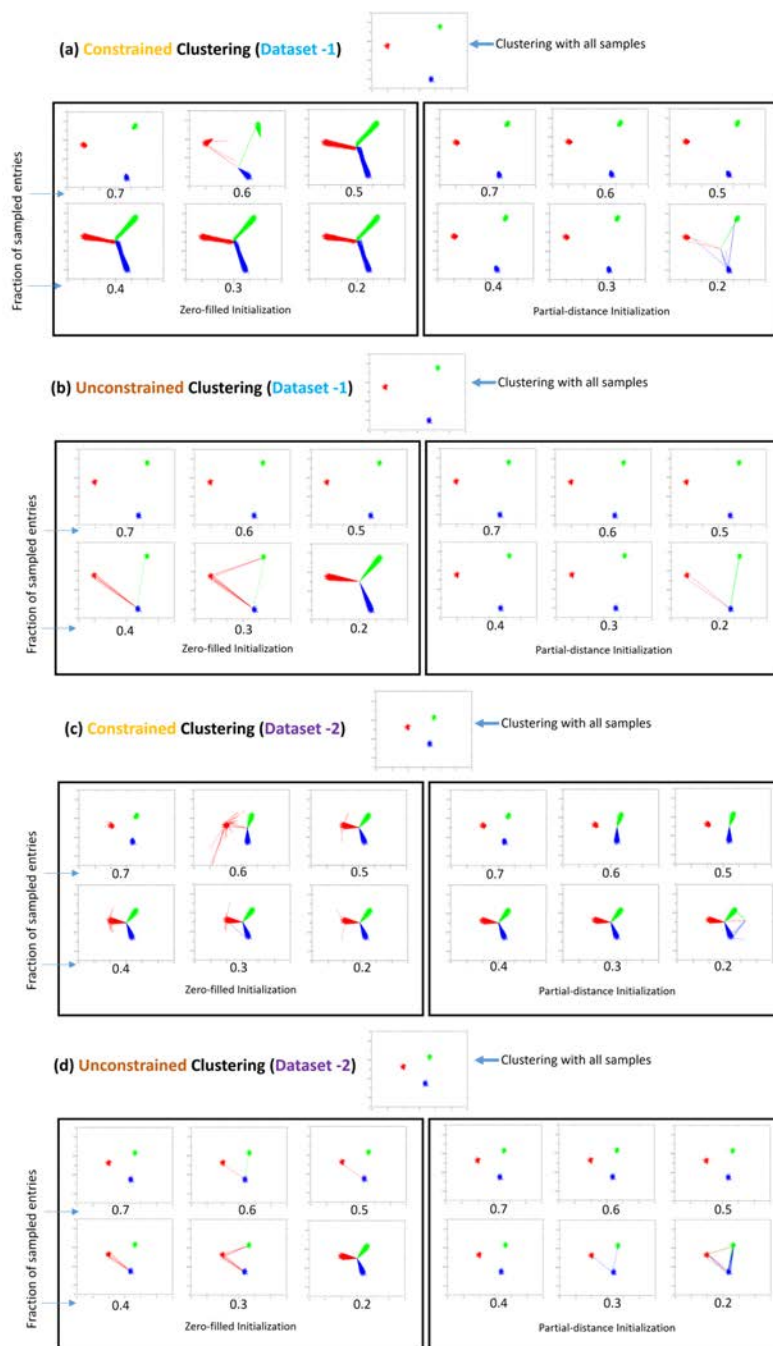 (a) Constrained Clustering (Dataset -1)
Clustering with all samples
Fraction of sampled entries
0.7 0.6 0.5
0.4 0.3 0.2
Zero-filled Initialization
0.7 0.6 0.5
0.4 0.3 0.2
Partial-distance Initialization
(b) Unconstrained Clustering (Dataset -1)
Clustering with all samples
Fraction of sampled entries
0.7 0.6 0.5
0.4 0.3 0.2
Zero-filled Initialization
0.7 0.6 0.5
0.4 0.3 0.2
Partial-distance Initialization
(c) Constrained Clustering (Dataset -2)
Clustering with all samples
Fraction of sampled entries
0.7 0.6 0.5
0.4 0.3 0.2
Zero-filled Initialization
0.7 0.6 0.5
0.4 0.3 0.2
Partial-distance Initialization
(d) Unconstrained Clustering (Dataset -2)
Clustering with all samples
Fraction of sampled entries
0.7 0.6 0.5
0.4 0.3 0.2
Zero-filled Initialization
0.7 0.6 0.5
0.4 0.3 0.2
Partial-distance Initialization